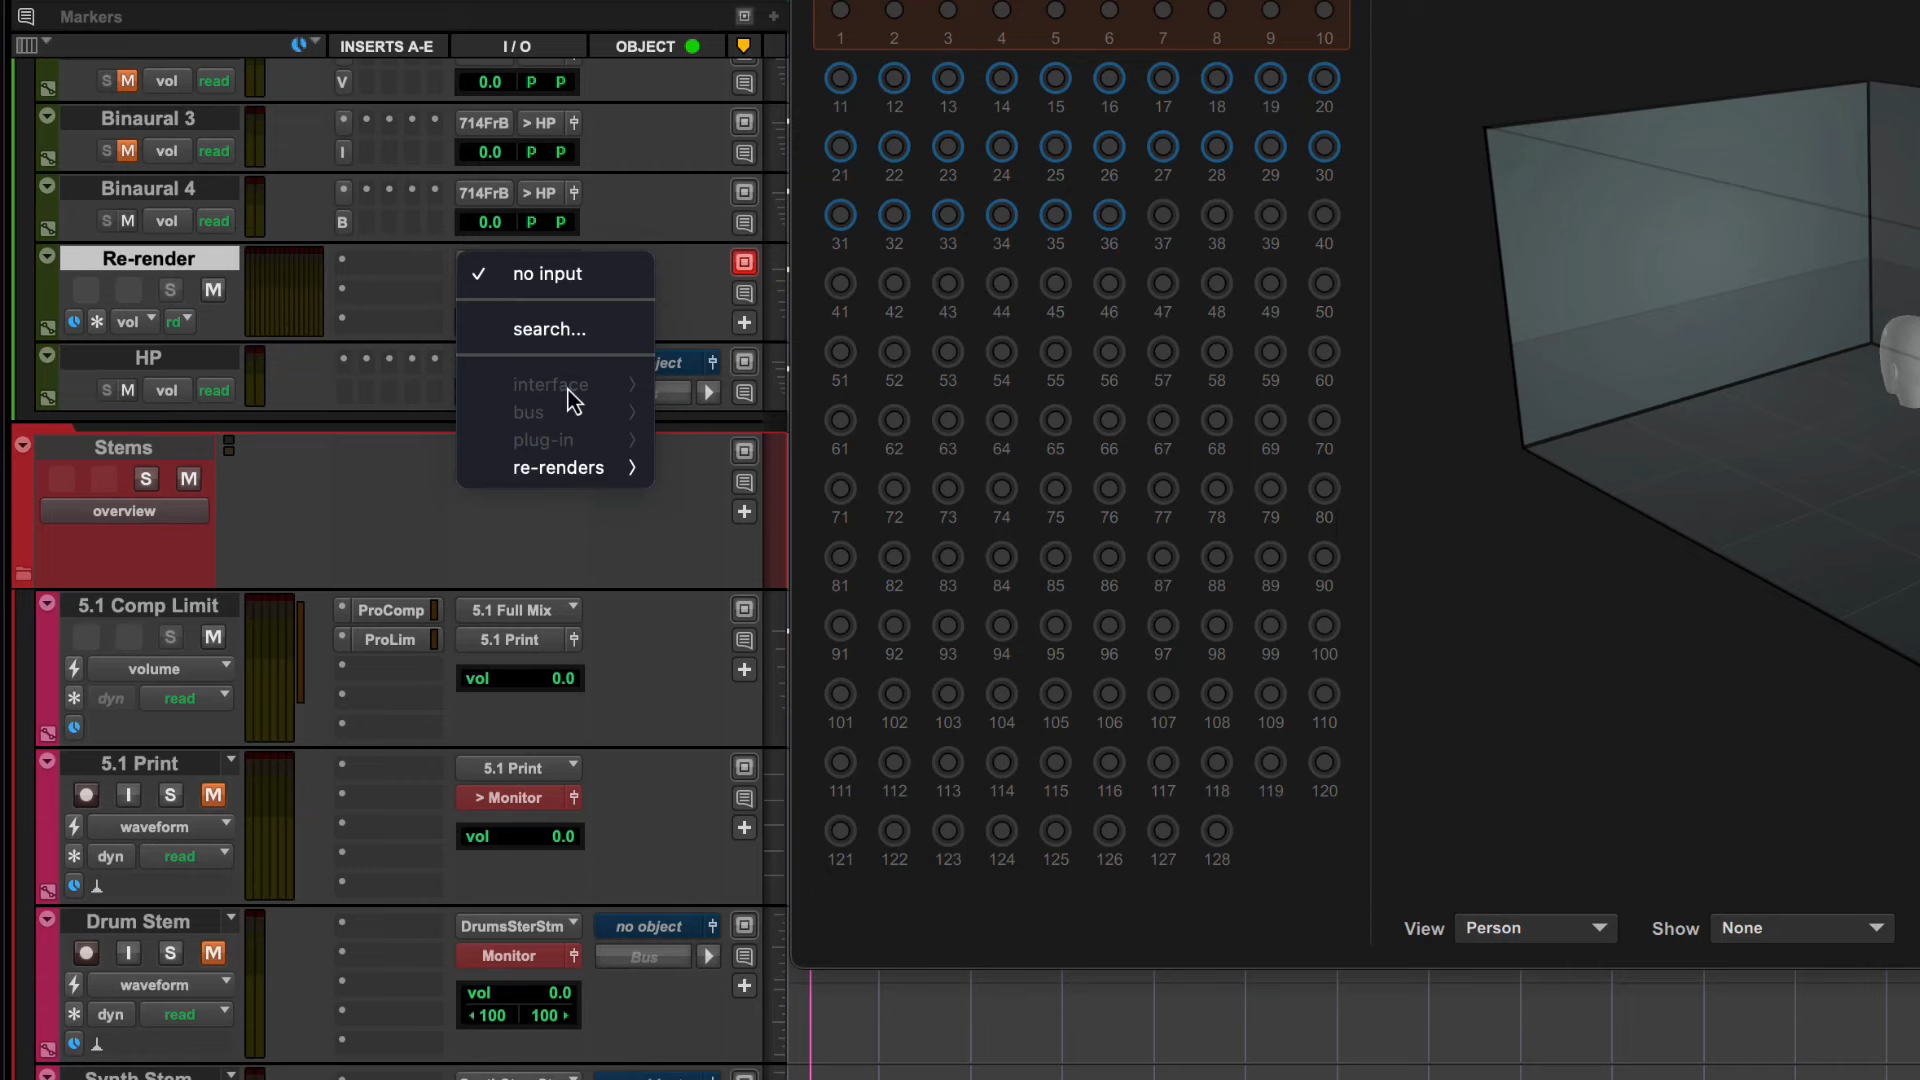 Markers
INSERTS A-E I / O OBJECT
S M vol read V 0.0 P P
Binaural 3 714FrB > HP
S M vol read I 0.0 P P
Binaural 4 714FrB > HP
S M vol read B 0.0 P P
Re-render
S M
vol rd
no input
search...
interface
bus
plug-in
re-renders
HP ject
S M vol read
Stems
S M
overview
5.1 Comp Limit ProComp 5.1 Full Mix
S M ProLim 5.1 Print
volume vol 0.0
dyn read
5.1 Print 5.1 Print
I S M > Monitor
waveform vol 0.0
dyn read
Drum Stem DrumsSterStm no object
I S M Monitor Bus
waveform vol 0.0
dyn read 100 100
Synth Stem
1 2 3 4 5 6 7 8 9 10
11 12 13 14 15 16 17 18 19 20
21 22 23 24 25 26 27 28 29 30
31 32 33 34 35 36 37 38 39 40
41 42 43 44 45 46 47 48 49 50
51 52 53 54 55 56 57 58 59 60
61 62 63 64 65 66 67 68 69 70
71 72 73 74 75 76 77 78 79 80
81 82 83 84 85 86 87 88 89 90
91 92 93 94 95 96 97 98 99 100
101 102 103 104 105 106 107 108 109 110
111 112 113 114 115 116 117 118 119 120
121 122 123 124 125 126 127 128
View Person Show None